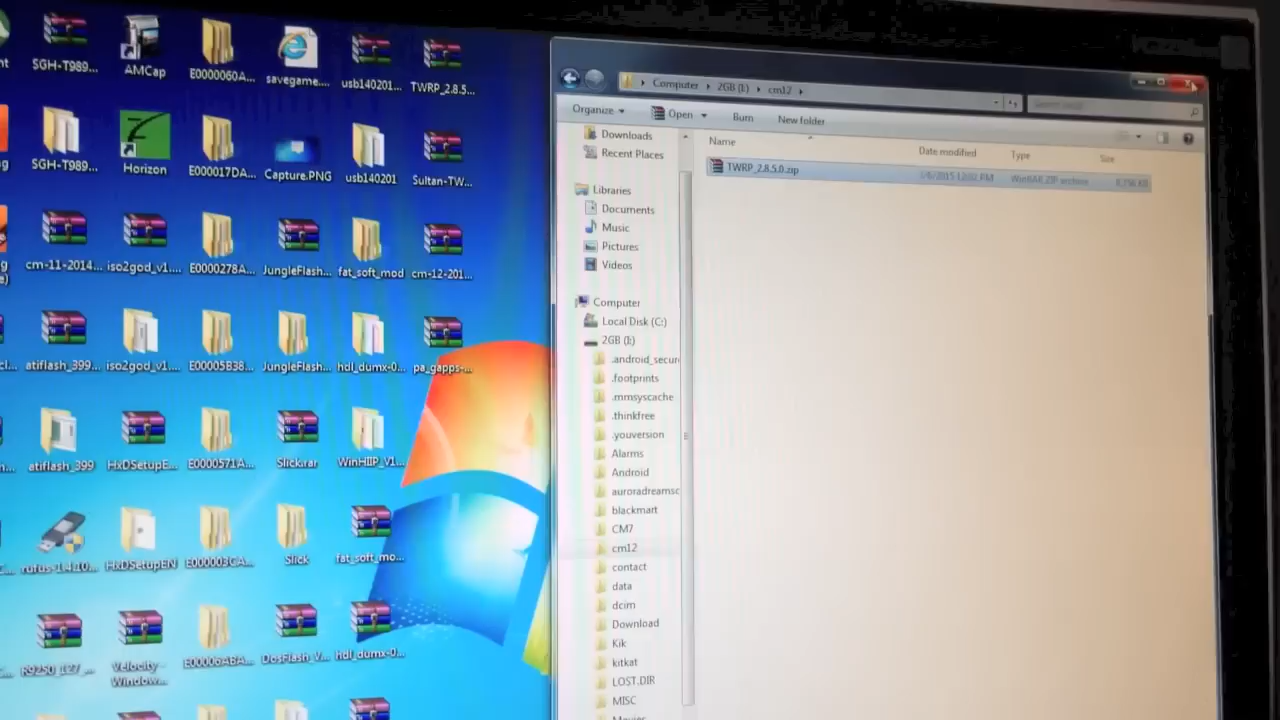 SGH-T989...
AMCap
E0000060A...
savegame....
usb140201...
TWRP_2.8.5...
SGH-T989...
Horizon
E000017DA...
Capture.PNG
usb140201
Sultan-TW...
cm-11-2014...
iso2god_v1....
E0000278A...
JungleFlash...
fat_soft_mod
cm-12-201...
atiflash_399...
iso2god_v1....
E00005B38...
JungleFlash...
hdl_dumx-0...
pa_gapps-...
atiflash_399
HxDSetupE...
E0000571A...
Slick.rar
WinHIIP_V1...
rufus-1.4.10...
HxDSetupEN
E000003CA...
Slick
fat_soft_mo...
R9250_127_...
Velocity-
Window...
E00006ABA...
DosFlash_V...
hdl_dumx-0...
Computer
2GB (I:)
cm12
Organize
Open
Burn
New folder
Downloads
Recent Places
Libraries
Documents
Music
Pictures
Videos
Computer
Local Disk (C:)
2GB (I:)
.android_secur
.footprints
.mmsyscache
.thinkfree
.youversion
Alarms
Android
auroradreamsc
blackmart
CM7
cm12
contact
data
dcim
Download
Kik
kitkat
LOST.DIR
MISC
Name
Date modified
Type
Size
TWRP_2.8.5.0.zip
WinRAR ZIP archive